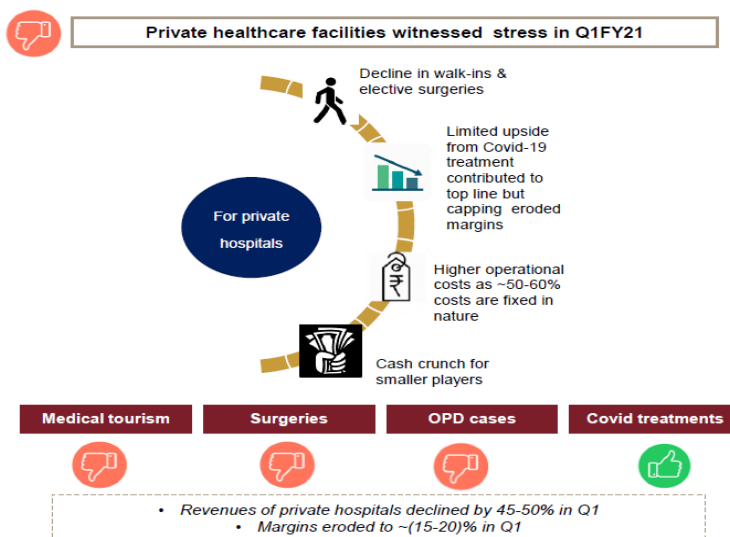 Private healthcare facilities witnessed stress in Q1FY21
Decline in walk-ins &
elective surgeries
Limited upside
from Covid-19
treatment
contributed to
top line but
capping eroded
margins
For private
hospitals
₹
Higher operational
costs as ~50-60%
costs are fixed in
nature
Cash crunch for
smaller players
Medical tourism
Surgeries
OPD cases
Covid treatments
• Revenues of private hospitals declined by 45-50% in Q1
• Margins eroded to ~(15-20)% in Q1